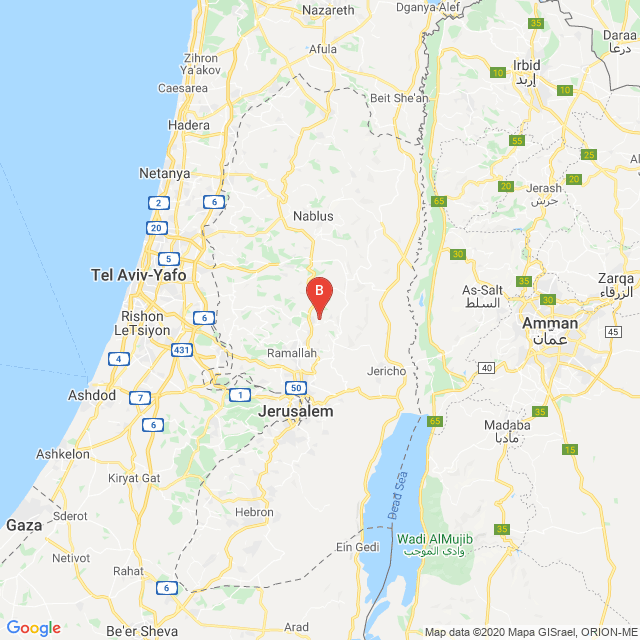 Nazareth
Dganya Alef
Daraa
درعا
Afula
Zihron
Ya'akov
Irbid
إربد
10
10
Caesarea
Beit She'an
Hadera
55
25
Netanya
20
20
Jerash
جرش
2
6
65
Nablus
20
5
30
Tel Aviv-Yafo
As-Salt
السلط
Zarqa
الزرقاء
B
30
Rishon
LeTsiyon
6
Amman
عمان
45
4
431
Ramallah
40
Jericho
35
Ashdod
7
1
50
Jerusalem
35
6
65
Madaba
مادبا
15
Ashkelon
Kiryat Gat
Dead Sea
Gaza
Sderot
Hebron
35
Wadi AlMujib
وادي الموجب
Ein Gedi
Netivot
Rahat
6
Arad
Be'er Sheva
Google
Map data ©2020 Mapa GISrael, ORION-ME